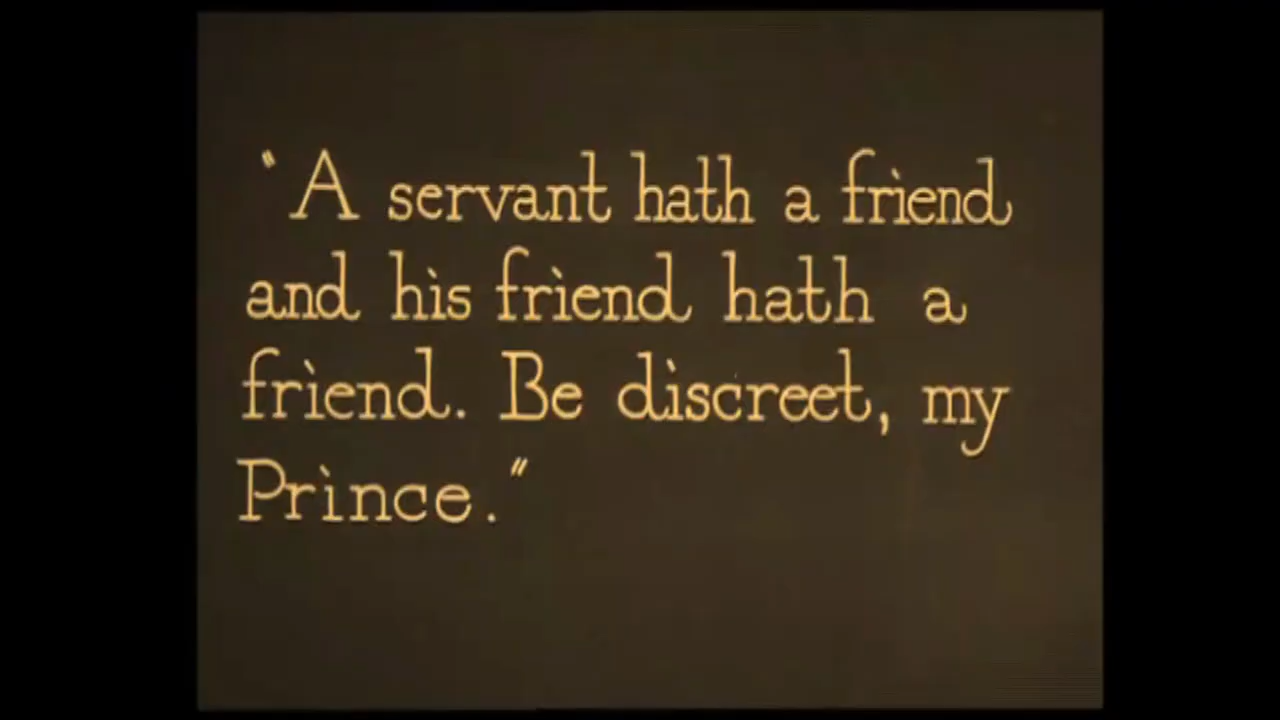 "A servant hath a friend
and his friend hath a
friend. Be discreet, my
Prince."